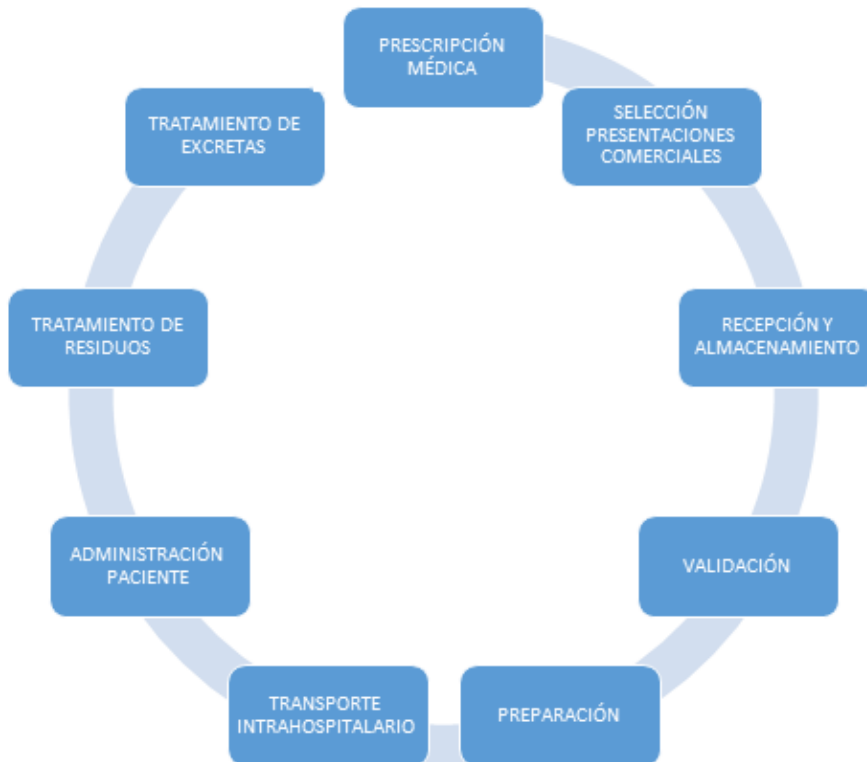 PRESCRIPCIÓN
MÉDICA
SELECCIÓN
PRESENTACIONES
COMERCIALES
RECEPCIÓN Y
ALMACENAMIENTO
VALIDACIÓN
PREPARACIÓN
TRANSPORTE
INTRAHOSPITALARIO
ADMINISTRACIÓN
PACIENTE
TRATAMIENTO DE
RESIDUOS
TRATAMIENTO DE
EXCRETAS